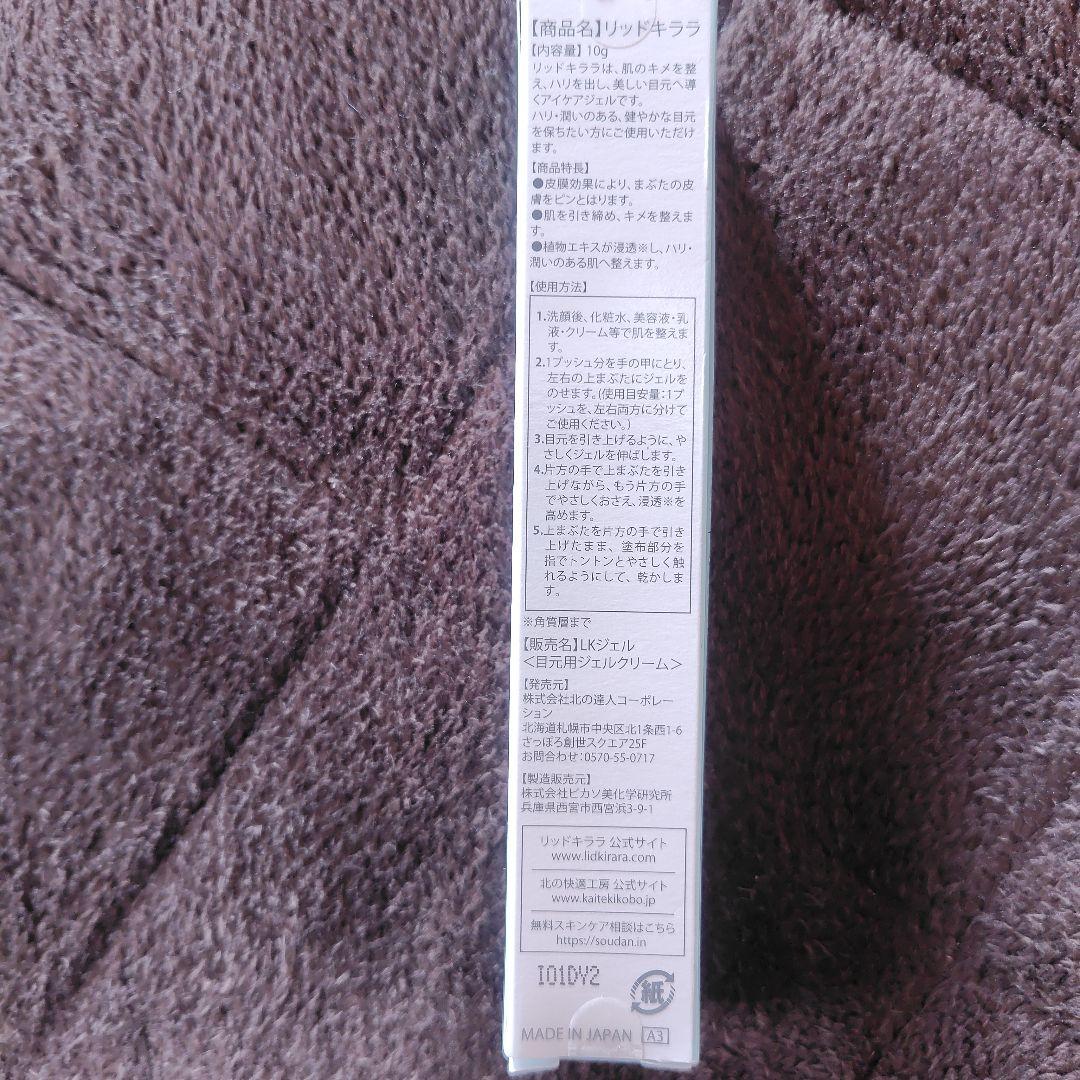 【商品名】リッドキララ
【内容量】10g
リッドキララは、肌のキメを整
え、ハリを出し、美しい目元へ導
くアイケアジェルです。
ハリ・潤いのある、健やかな目元
を保ちたい方にご使用いただけ
ます。
【商品特長】
●皮膜効果により、まぶたの皮
膚をピンとはります。
●肌を引き締め、キメを整えま
す。
●植物エキスが浸透※し、ハリ・
潤いのある肌へ整えます。
【使用方法】
1.洗顔後、化粧水、美容液・乳
液・クリーム等で肌を整えま
す。
2.1プッシュ分を手の甲にとり、
左右の上まぶたにジェルを
のせます。(使用目安量:1プ
ッシュを、左右両方に分けて
ご使用ください。)
3.目元を引き上げるように、や
さしくジェルを伸ばします。
4.片方の手で上まぶたを引き
上げながら、もう片方の手
でやさしくおさえ、浸透※を
高めます。
5.上まぶたを片方の手で引き
上げたまま、塗布部分を
指でトントンとやさしく触
れるようにして、乾かしま
す。
※角質層まで
【販売名】LKジェル
＜目元用ジェルクリーム＞
【発売元】
株式会社北の達人コーポレー
ション
北海道札幌市中央区北1条西1-6
さっぽろ創世スクエア25F
お問合わせ:0570-55-0717
【製造販売元】
株式会社ピカソ美化学研究所
兵庫県西宮市西宮浜3-9-1
リッドキララ 公式サイト
www.lidkirara.com
北の快適工房 公式サイト
www.kaitekikobo.jp
無料スキンケア相談はこちら
https://soudan.in
I01DY2
紙
MADE IN JAPAN A3